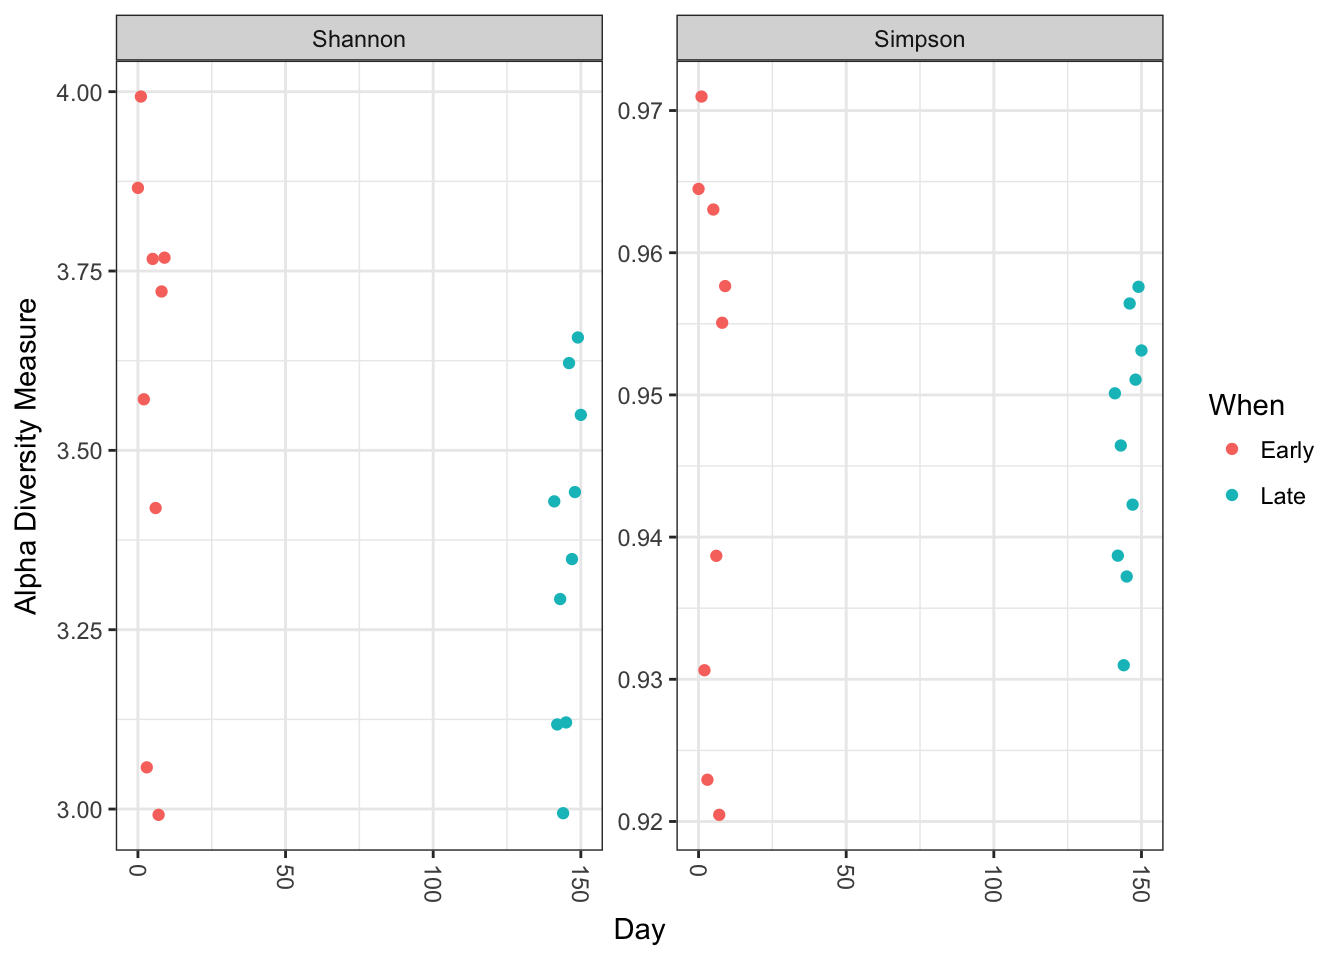 Shannon
Simpson
Alpha Diversity Measure
4.00
3.75
3.50
3.25
3.00
0.97
0.96
0.95
0.94
0.93
0.92
0 50 100 150
0 50 100 150
Day
When
Early
Late